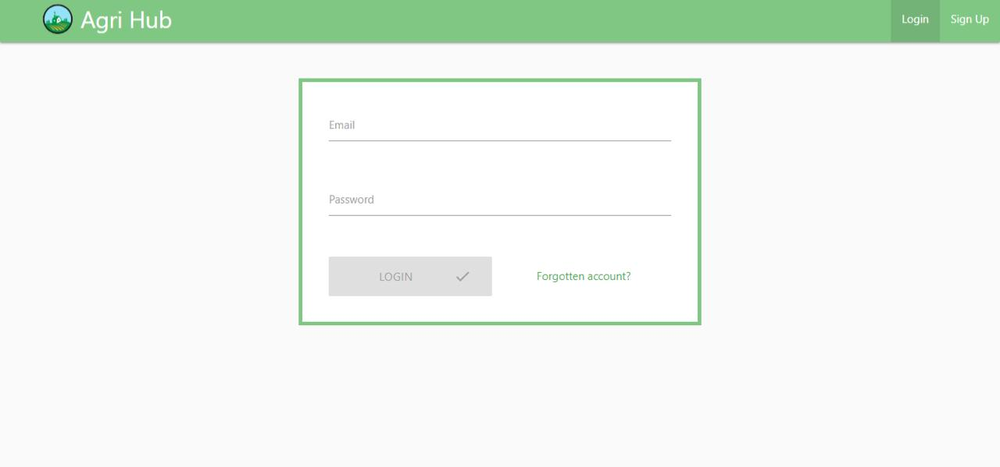 Agri Hub
Login
Sign Up
Email
Password
LOGIN
Forgotten account?